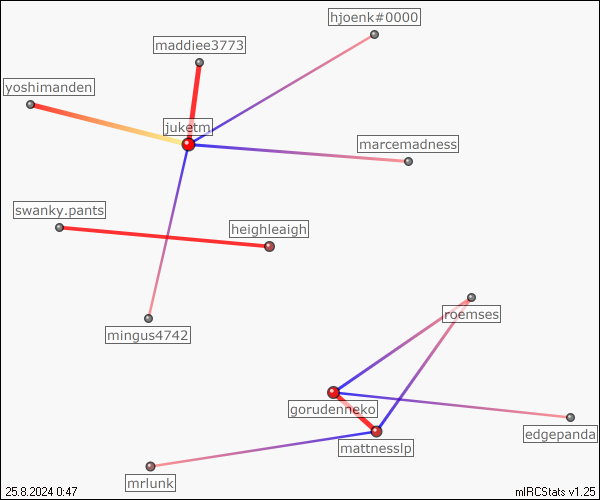 hjoenk#0000
maddiee3773
yoshimanden
juketm
marcemadness
swanky.pants
heighleaigh
roemses
mingus4742
gorudenneko
edgepanda
mattnesslp
mrlunk
25.8.2024 0:47
mIRCStats v1.25